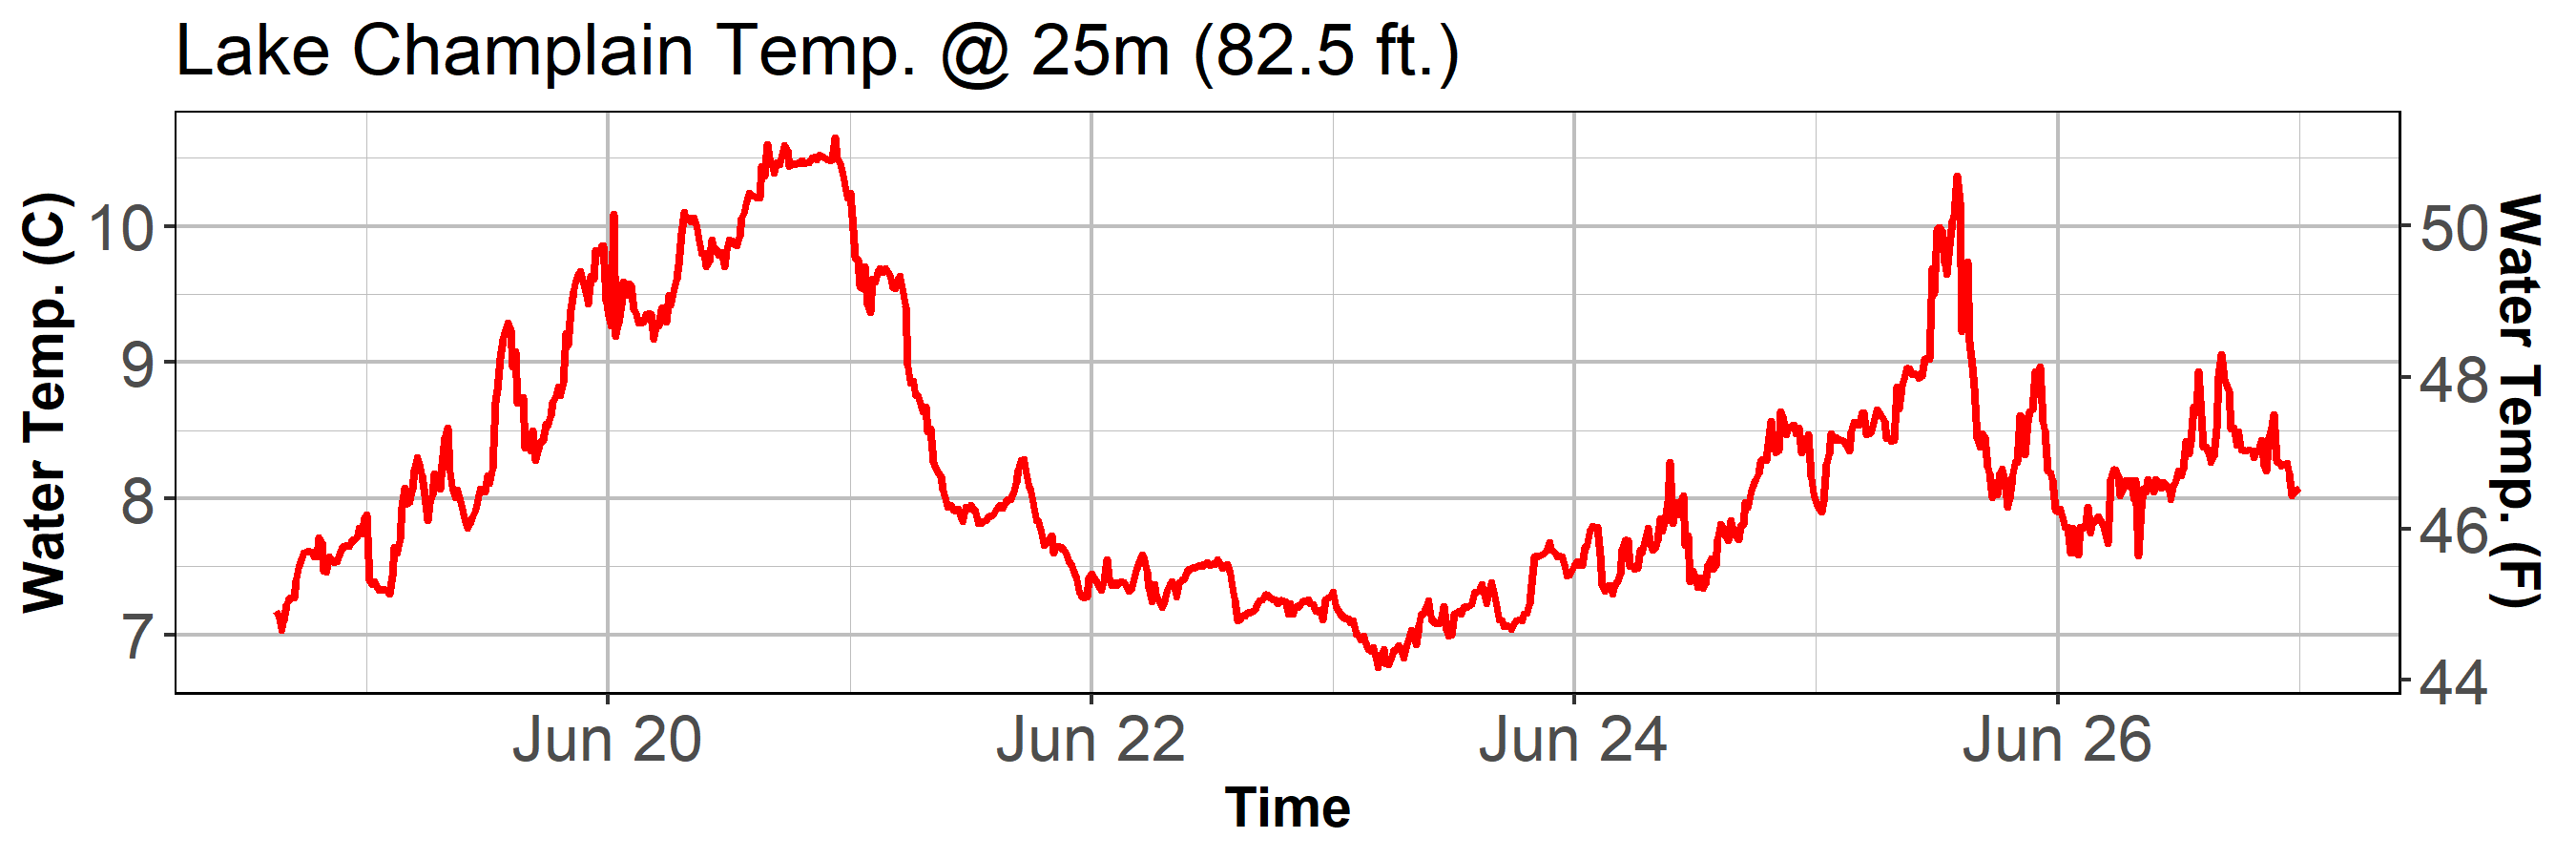 Lake Champlain Temp. @ 25m (82.5 ft.)
Water Temp. (C)
10
9
8
7
50
48
46
44
Water Temp. (F)
Jun 20
Jun 22
Jun 24
Jun 26
Time